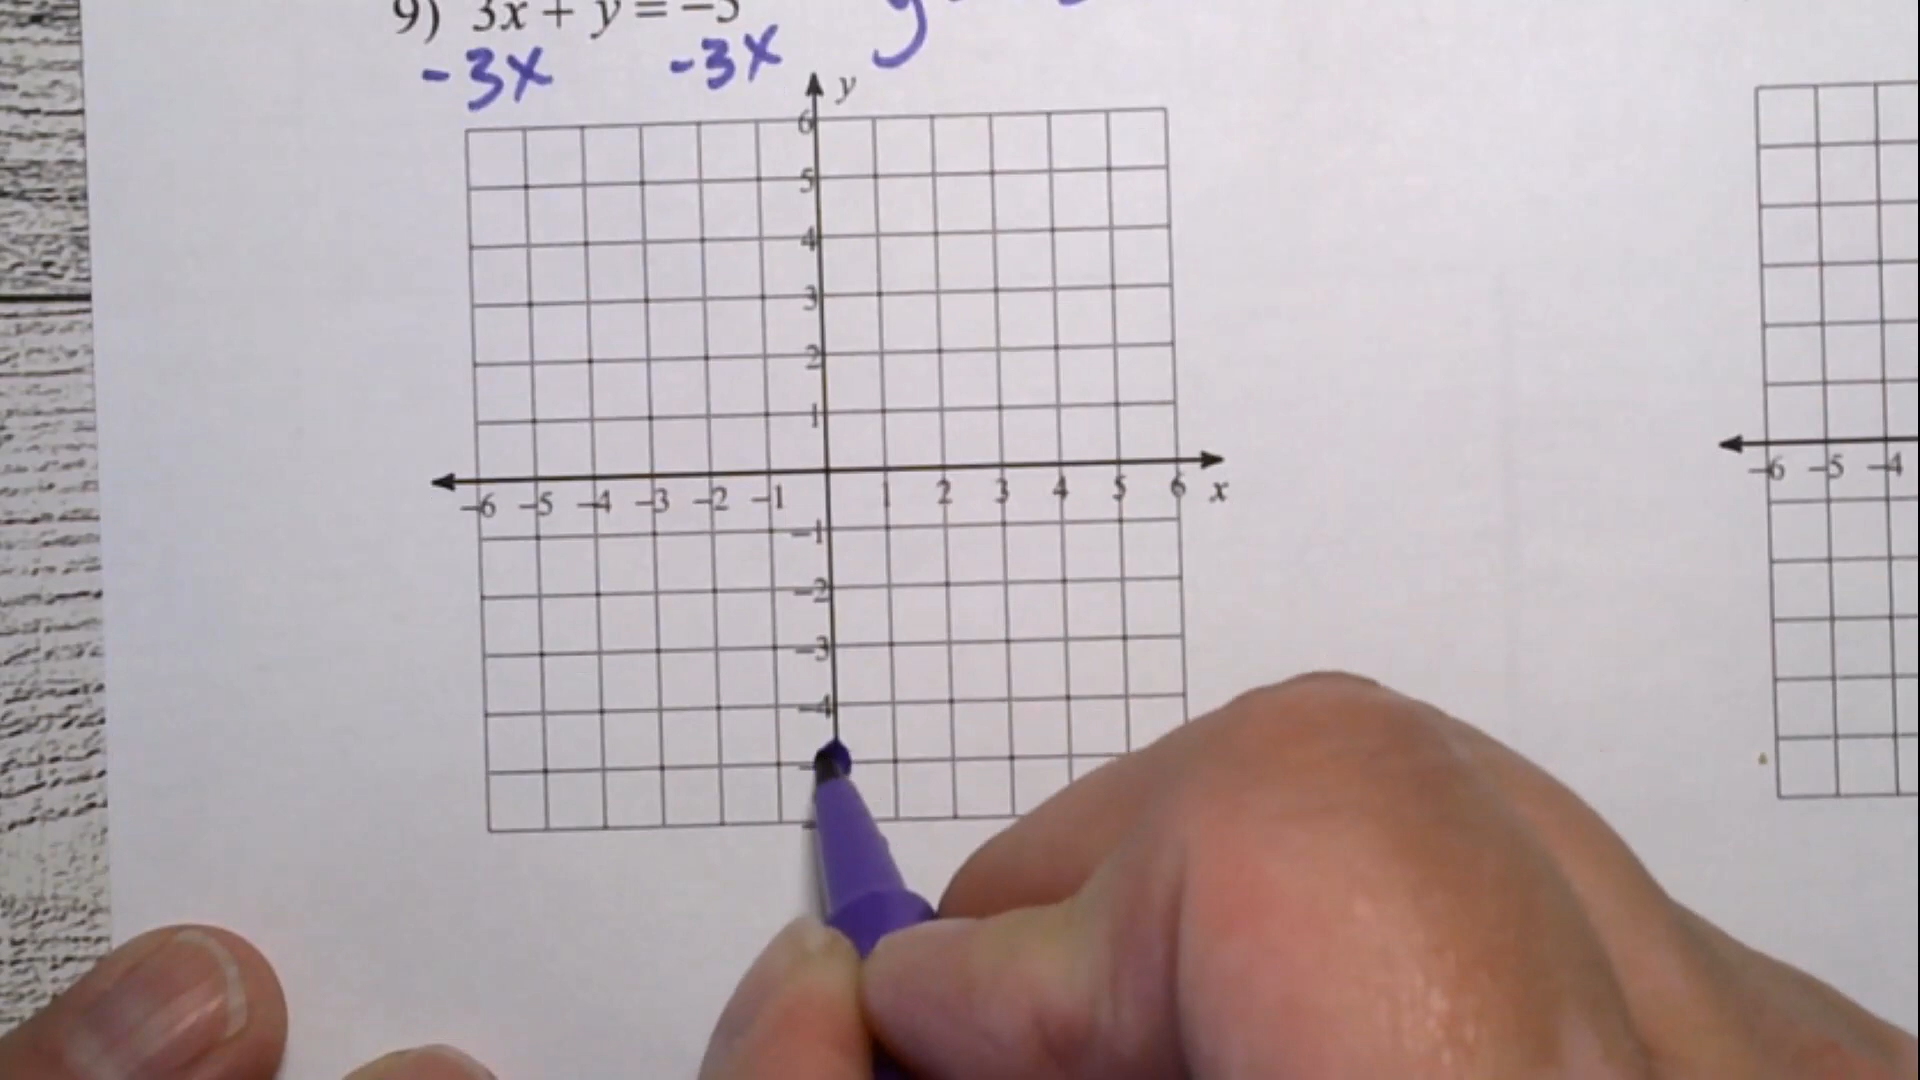 9) 3x + y = −5
-3x -3x y
y
6
5
4
3
2
1
−6 −5 −4 −3 −2 −1 1 2 3 4 5 6 x
−1
−2
−3
−4
−6 −5 −4